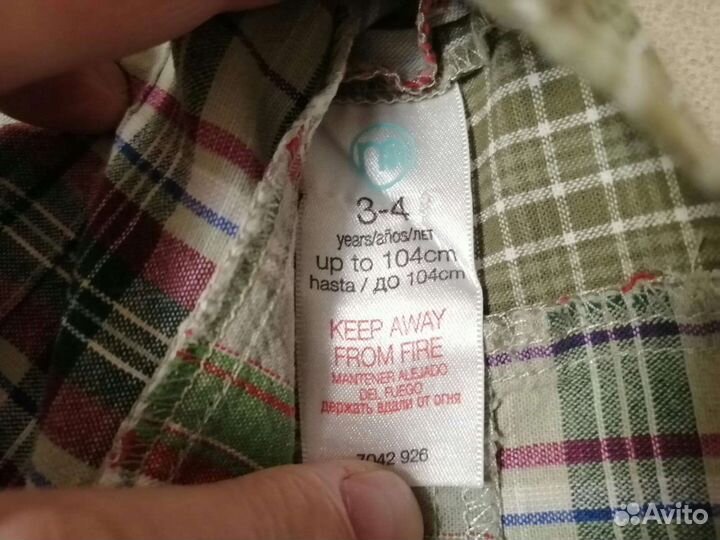 3-4
years/años/лет
up to 104cm
hasta / до 104cm
KEEP AWAY
FROM FIRE
MANTENER ALEJADO
DEL FUEGO
держать вдали от огня
7042 926
Avito